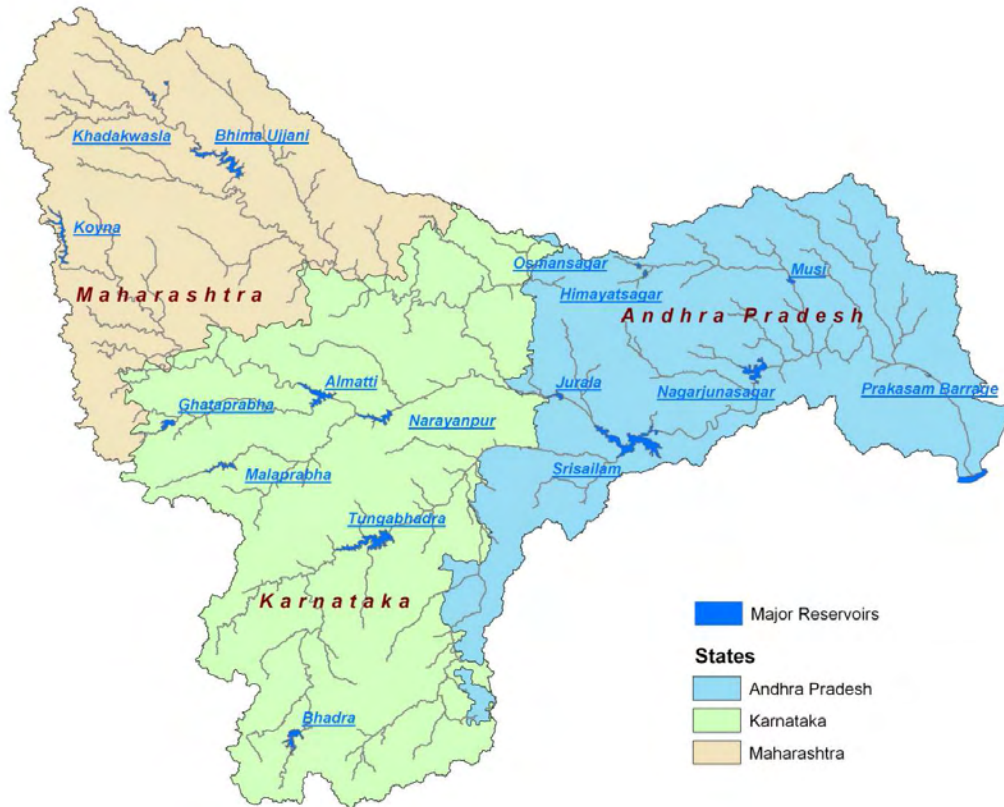 Khadakwasla
Bhima Ujjani
Koyna
Maharashtra
Osmansagar
Himayatsagar
Musi
Andhra Pradesh
Almatti
Jurala
Nagarjunasagar
Prakasam Barrage
Ghataprabha
Narayanpur
Malaprabha
Srisailam
Tungabhadra
Karnataka
Bhadra
Major Reservoirs
States
Andhra Pradesh
Karnataka
Maharashtra